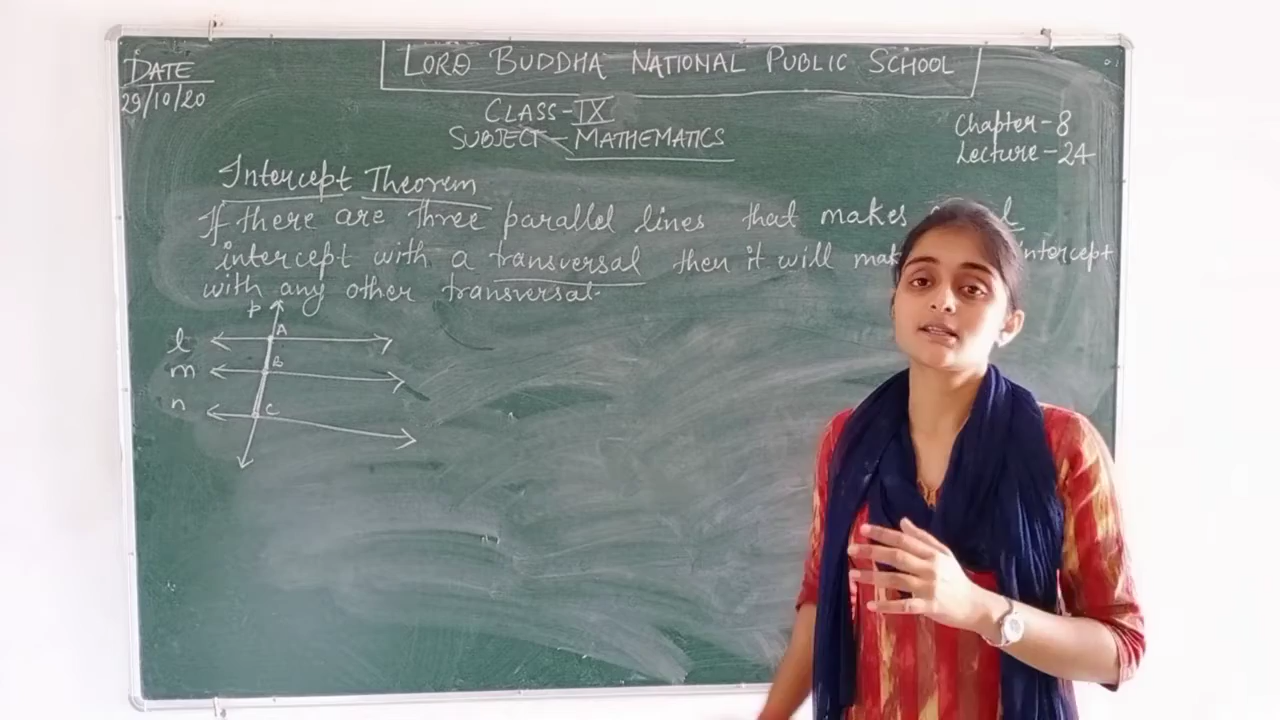 DATE
29/10/20
LORD BUDDHA NATIONAL PUBLIC SCHOOL
CLASS-IX
SUBJECT-MATHEMATICS
Chapter-8
Lecture-24
Intercept Theorem
If there are three parallel lines that makes
intercept with a transversal then it will intercept
with any other transversal.
p
A
l
B
m
C
n